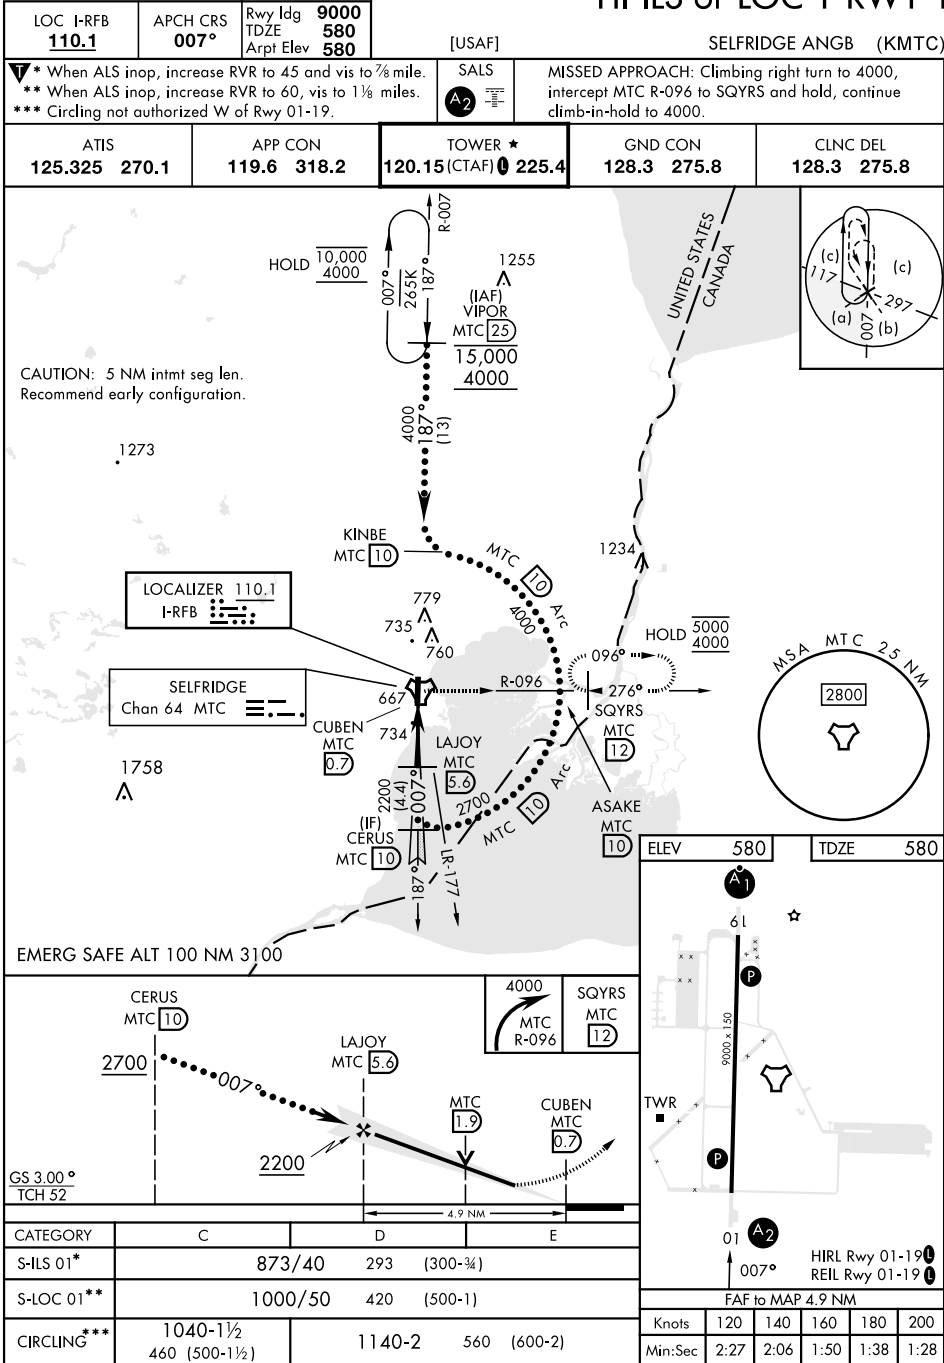 HI-ILS or LOC Y RWY 1
LOC I-RFB
110.1
APCH CRS
007°
Rwy ldg 9000
TDZE 580
Arpt Elev 580
[USAF]
SELFRIDGE ANGB (KMTC)
T
* When ALS inop, increase RVR to 45 and vis to ⅞ mile.
** When ALS inop, increase RVR to 60, vis to 1⅛ miles.
*** Circling not authorized W of Rwy 01-19.
SALS
A2
MISSED APPROACH: Climbing right turn to 4000,
intercept MTC R-096 to SQYRS and hold, continue
climb-in-hold to 4000.
ATIS
125.325 270.1
APP CON
119.6 318.2
TOWER ★
120.15 (CTAF) L 225.4
GND CON
128.3 275.8
CLNC DEL
128.3 275.8
R-007
HOLD 10,000
4000
007°
265K
187°
1255
(IAF)
VIPOR
MTC 25
15,000
4000
UNITED STATES
CANADA
(c)
(c)
117
297
(a)
(b)
007
CAUTION: 5 NM intmt seg len.
Recommend early configuration.
4000
187°
(13)
1273
KINBE
MTC 10
MTC 10 Arc
4000
1234
LOCALIZER 110.1
I-RFB
779
735
760
HOLD 5000
4000
096°
R-096
276°
SELFRIDGE
Chan 64 MTC
667
SQYRS
MTC
12
CUBEN
MTC
0.7
734
LAJOY
MTC
5.6
MSA MTC 25 NM
2800
1758
2200
(4.4)
007°
2700
MTC 10 Arc
(IF)
CERUS
MTC 10
ASAKE
MTC
10
187°
LR-177
EMERG SAFE ALT 100 NM 3100
ELEV 580
TDZE 580
A1
19
P
9000 x 150
TWR
P
01
A2
007°
HIRL Rwy 01-19 L
REIL Rwy 01-19 L
CERUS
MTC 10
2700
007°
LAJOY
MTC 5.6
2200
4000
MTC
R-096
SQYRS
MTC
12
MTC
1.9
CUBEN
MTC
0.7
GS 3.00°
TCH 52
4.9 NM
CATEGORY C D E
S-ILS 01* 873/40 293 (300-¾)
S-LOC 01** 1000/50 420 (500-1)
CIRCLING*** 1040-1½
460 (500-1½)
1140-2 560 (600-2)
FAF to MAP 4.9 NM
Knots 120 140 160 180 200
Min:Sec 2:27 2:06 1:50 1:38 1:28